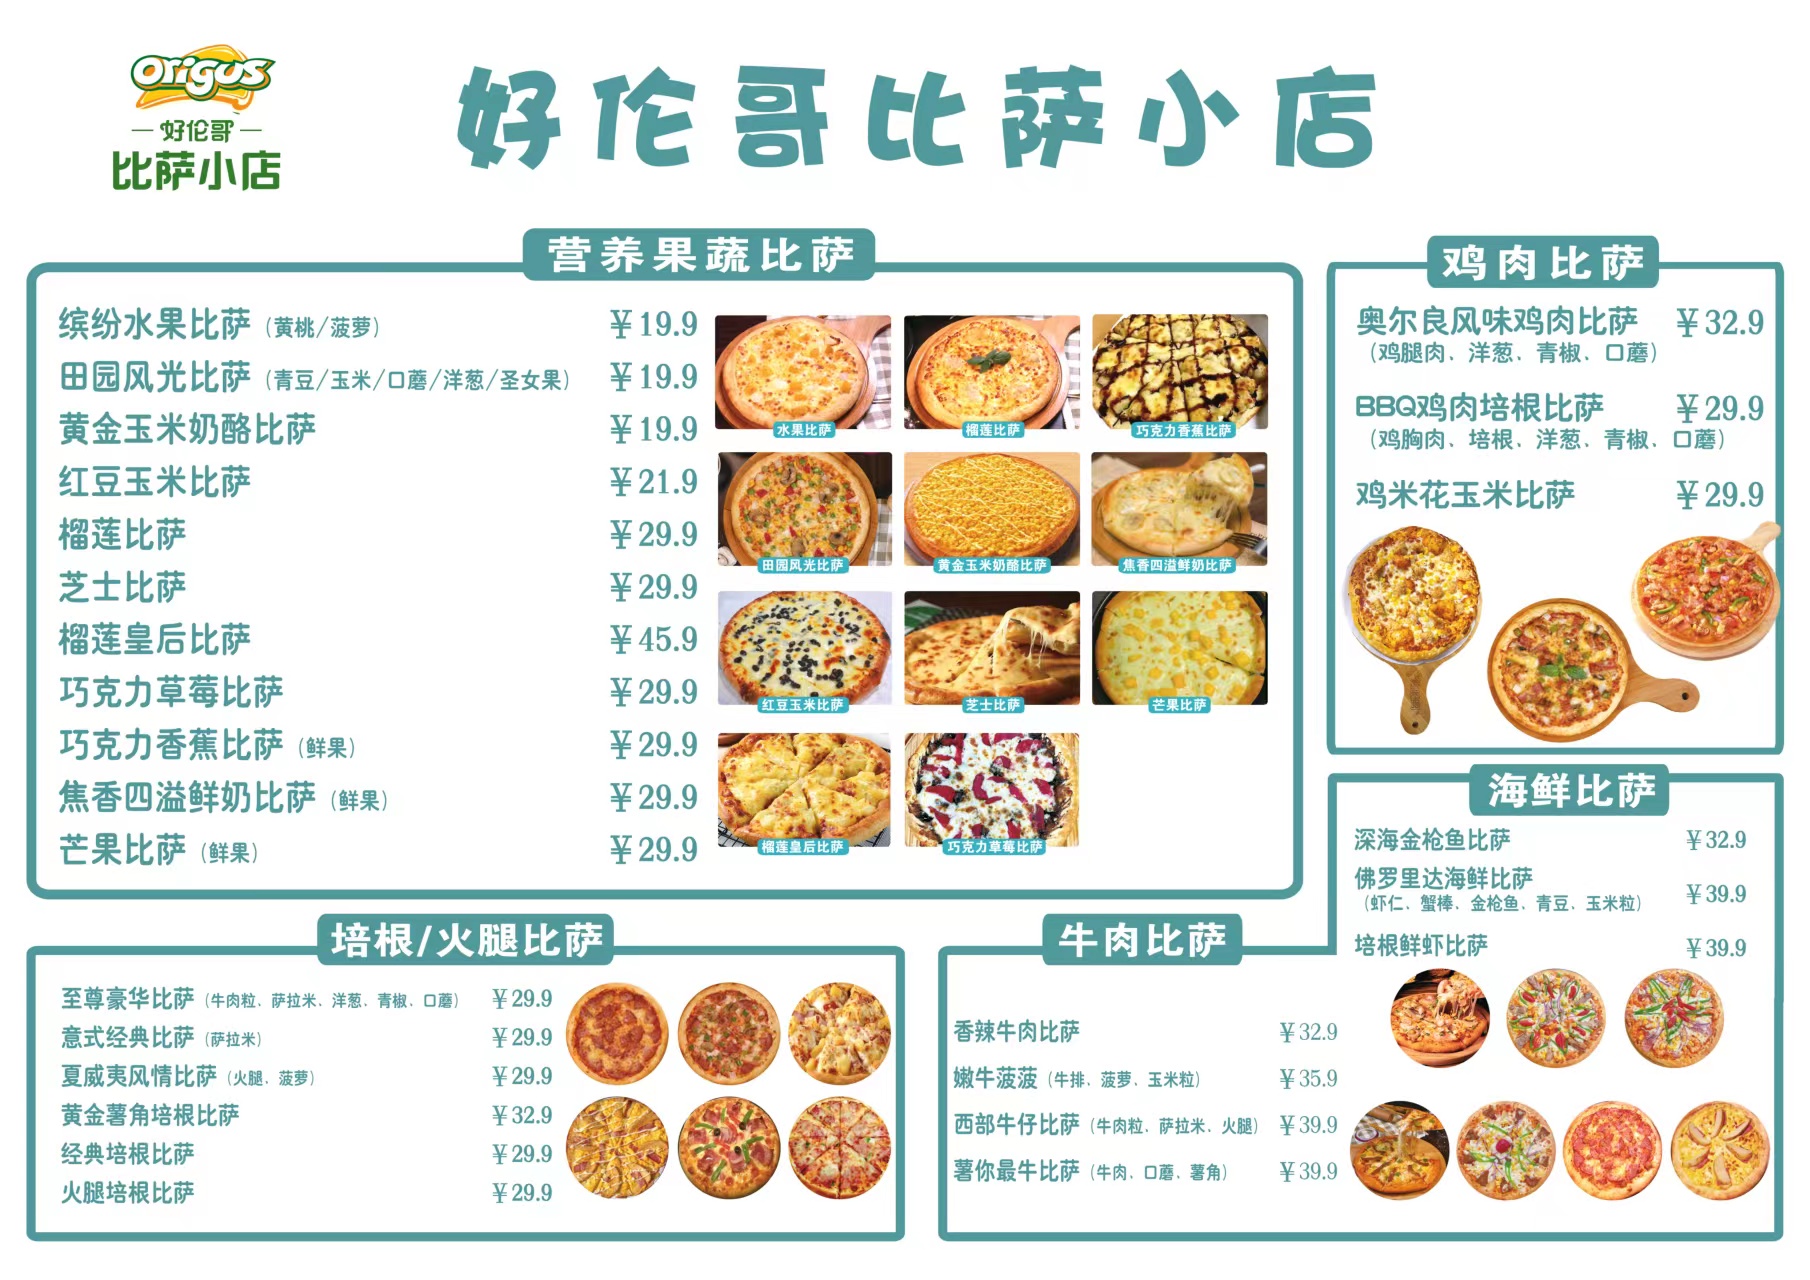 Origus
好伦哥
比萨小店
好伦哥比萨小店
营养果蔬比萨
缤纷水果比萨（黄桃/菠萝） ￥19.9
田园风光比萨（青豆/玉米/口蘑/洋葱/圣女果） ￥19.9
黄金玉米奶酪比萨 ￥19.9
红豆玉米比萨 ￥21.9
榴莲比萨 ￥29.9
芝士比萨 ￥29.9
榴莲皇后比萨 ￥45.9
巧克力草莓比萨 ￥29.9
巧克力香蕉比萨（鲜果） ￥29.9
焦香四溢鲜奶比萨（鲜果） ￥29.9
芒果比萨（鲜果） ￥29.9
水果比萨 榴莲比萨 巧克力香蕉比萨
田园风光比萨 黄金玉米奶酪比萨 焦香四溢鲜奶比萨
红豆玉米比萨 芝士比萨 芒果比萨
榴莲皇后比萨 巧克力草莓比萨
鸡肉比萨
奥尔良风味鸡肉比萨 ￥32.9
（鸡腿肉、洋葱、青椒、口蘑）
BBQ鸡肉培根比萨 ￥29.9
（鸡胸肉、培根、洋葱、青椒、口蘑）
鸡米花玉米比萨 ￥29.9
海鲜比萨
深海金枪鱼比萨 ￥32.9
佛罗里达海鲜比萨 ￥39.9
（虾仁、蟹棒、金枪鱼、青豆、玉米粒）
培根鲜虾比萨 ￥39.9
培根/火腿比萨
至尊豪华比萨（牛肉粒、萨拉米、洋葱、青椒、口蘑） ￥29.9
意式经典比萨（萨拉米） ￥29.9
夏威夷风情比萨（火腿、菠萝） ￥29.9
黄金薯角培根比萨 ￥32.9
经典培根比萨 ￥29.9
火腿培根比萨 ￥29.9
牛肉比萨
香辣牛肉比萨 ￥32.9
嫩牛菠菠（牛排、菠萝、玉米粒） ￥35.9
西部牛仔比萨（牛肉粒、萨拉米、火腿） ￥39.9
薯你最牛比萨（牛肉、口蘑、薯角） ￥39.9